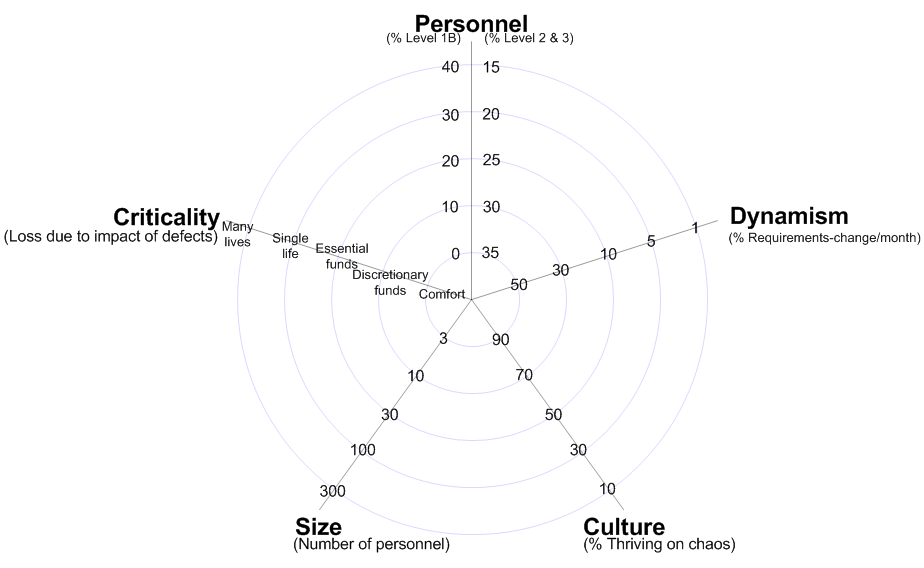 Personnel
(% Level 1B) (% Level 2 & 3)
40 15
30 20
20 25
10 30
0 35
Criticality
(Loss due to impact of defects)
Many
lives
Single
life
Essential
funds
Discretionary
funds
Comfort
Dynamism
(% Requirements-change/month)
1
5
10
30
50
3
10
30
100
300
Size
(Number of personnel)
90
70
50
30
10
Culture
(% Thriving on chaos)